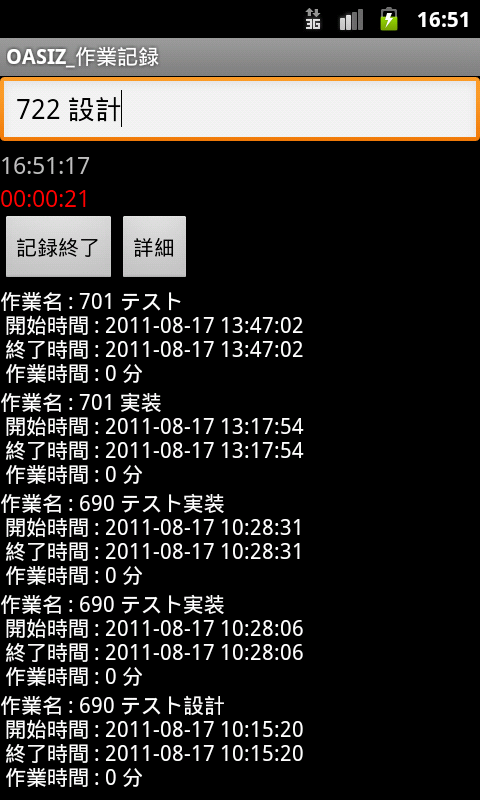 3G 16:51
OASIZ_作業記録
722 設計
16:51:17
00:00:21
記録終了 詳細
作業名 : 701 テスト
開始時間 : 2011-08-17 13:47:02
終了時間 : 2011-08-17 13:47:02
作業時間 : 0 分
作業名 : 701 実装
開始時間 : 2011-08-17 13:17:54
終了時間 : 2011-08-17 13:17:54
作業時間 : 0 分
作業名 : 690 テスト実装
開始時間 : 2011-08-17 10:28:31
終了時間 : 2011-08-17 10:28:31
作業時間 : 0 分
作業名 : 690 テスト実装
開始時間 : 2011-08-17 10:28:06
終了時間 : 2011-08-17 10:28:06
作業時間 : 0 分
作業名 : 690 テスト設計
開始時間 : 2011-08-17 10:15:20
終了時間 : 2011-08-17 10:15:20
作業時間 : 0 分